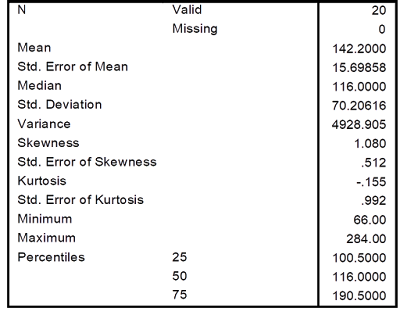 N Valid 20
Missing 0
Mean 142.2000
Std. Error of Mean 15.69858
Median 116.0000
Std. Deviation 70.20616
Variance 4928.905
Skewness 1.080
Std. Error of Skewness .512
Kurtosis -.155
Std. Error of Kurtosis .992
Minimum 66.00
Maximum 284.00
Percentiles 25 100.5000
50 116.0000
75 190.5000